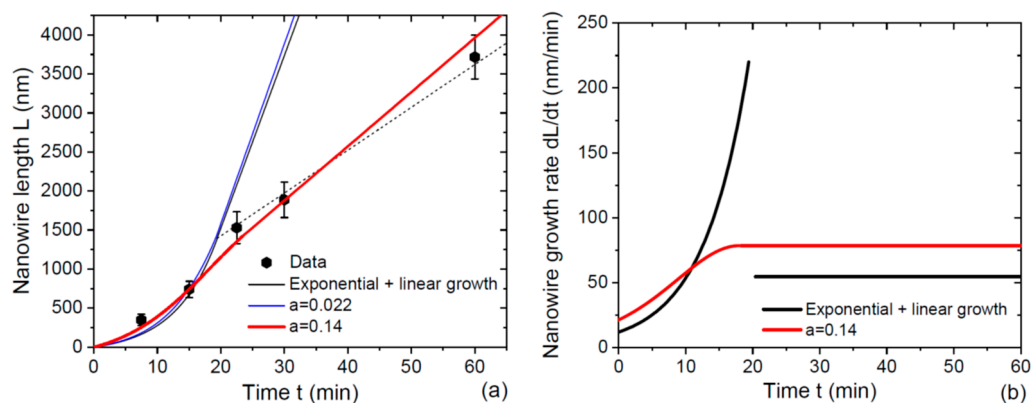 Nanowire length L (nm)
4000
3500
3000
2500
2000
1500
1000
500
0
Data
Exponential + linear growth
a=0.022
a=0.14
0 10 20 30 40 50 60
Time t (min)
(a)
Nanowire growth rate dL/dt (nm/min)
250
200
150
100
50
0
Exponential + linear growth
a=0.14
0 10 20 30 40 50 60
Time t (min)
(b)